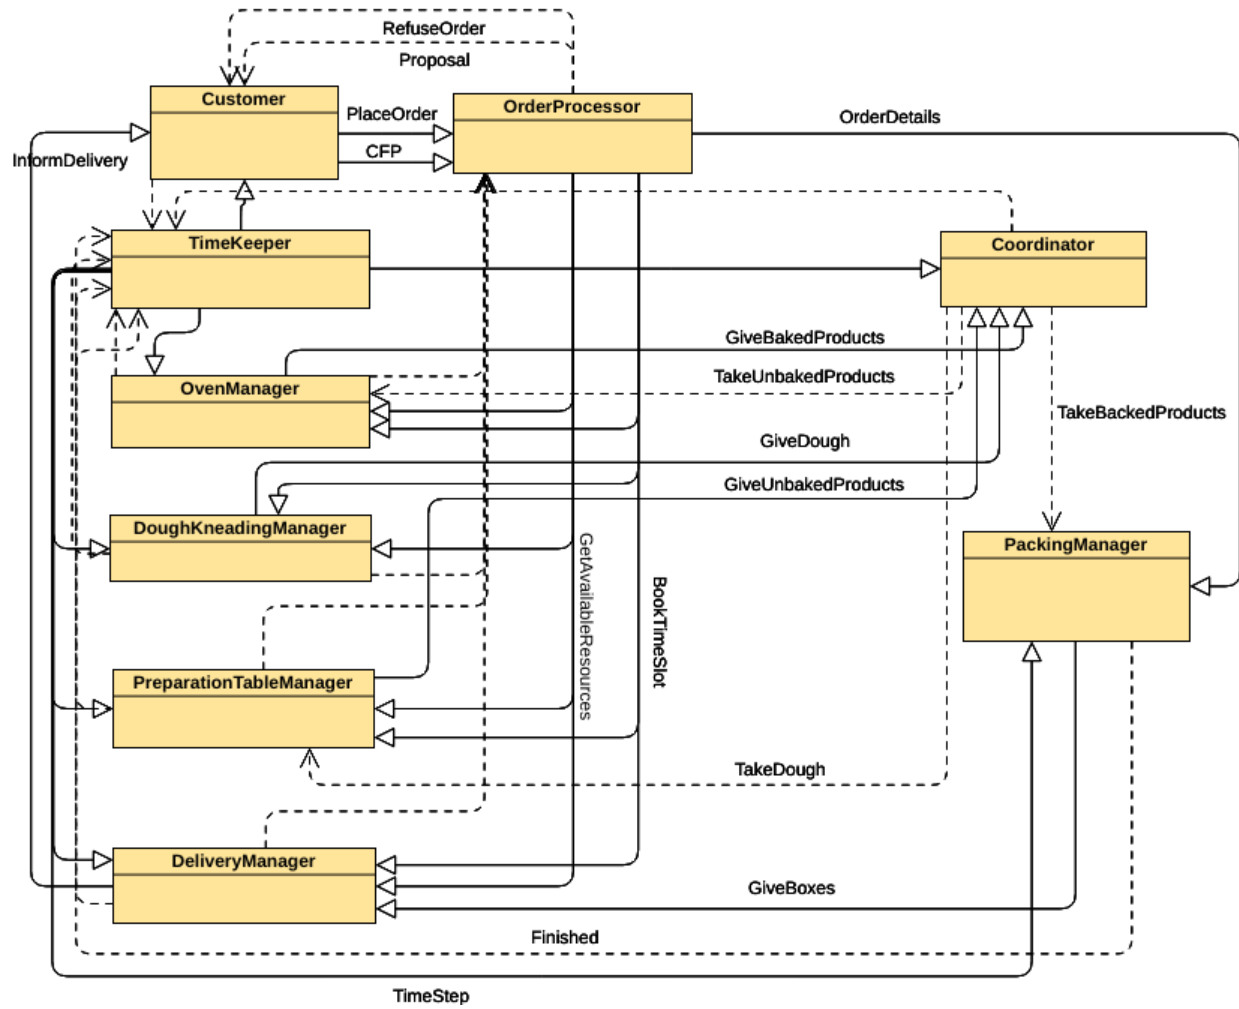 RefuseOrder
Proposal
Customer
OrderProcessor
PlaceOrder
OrderDetails
CFP
InformDelivery
TimeKeeper
Coordinator
GiveBakedProducts
TakeUnbakedProducts
OvenManager
TakeBackedProducts
GiveDough
GiveUnbakedProducts
DoughKneadingManager
PackingManager
GetAvailableResources
BookTimeSlot
PreparationTableManager
TakeDough
DeliveryManager
GiveBoxes
Finished
TimeStep